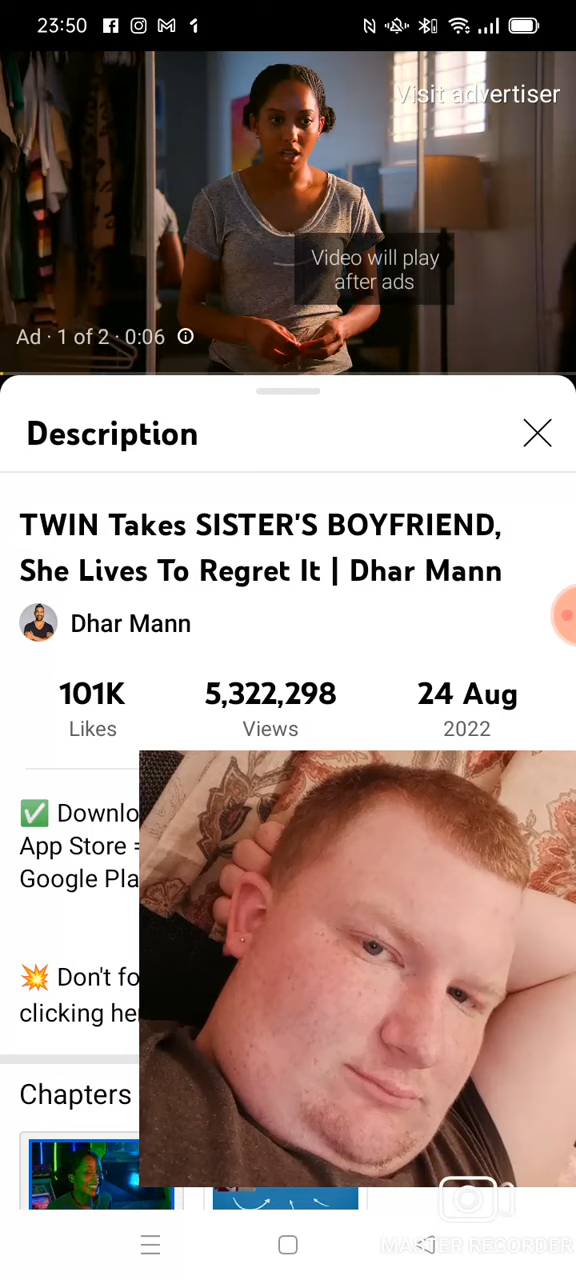 23:50
Visit advertiser
Video will play
after ads
Ad · 1 of 2 · 0:06
Description
TWIN Takes SISTER'S BOYFRIEND,
She Lives To Regret It | Dhar Mann
Dhar Mann
101K 5,322,298 24 Aug
Likes Views 2022
✅ Downlo
App Store =
Google Pla
💥 Don't fo
clicking he
Chapters
MASTER RECORDER